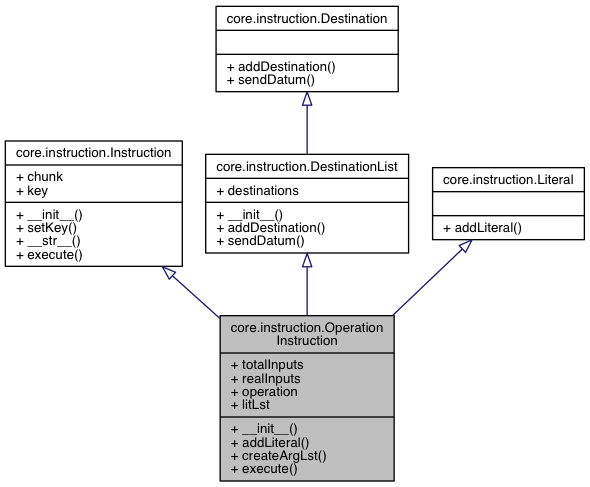 core.instruction.Destination
+ addDestination()
+ sendDatum()
core.instruction.Instruction
+ chunk
+ key
+ __init__()
+ setKey()
+ __str__()
+ execute()
core.instruction.DestinationList
+ destinations
+ __init__()
+ addDestination()
+ sendDatum()
core.instruction.Literal
+ addLiteral()
core.instruction.Operation
Instruction
+ totalInputs
+ realInputs
+ operation
+ litLst
+ __init__()
+ addLiteral()
+ createArgLst()
+ execute()